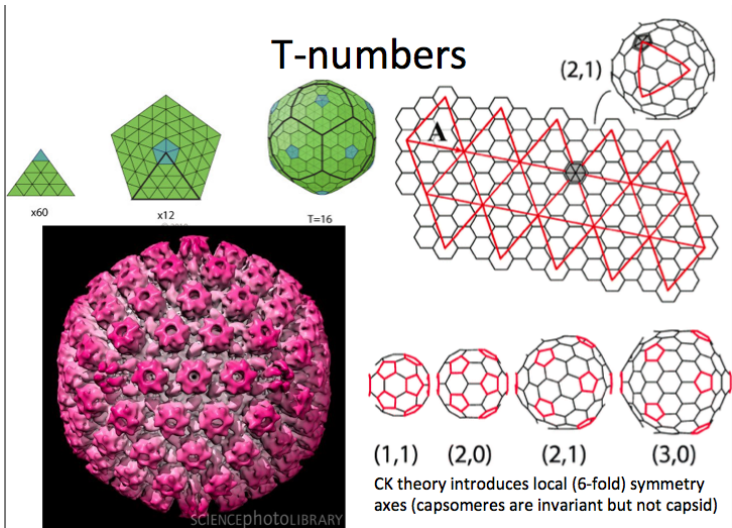 T-numbers
(2,1)
A
x60
x12
T=16
SCIENCEphotoLIBRARY
(1,1) (2,0) (2,1) (3,0)
CK theory introduces local (6-fold) symmetry
axes (capsomeres are invariant but not capsid)